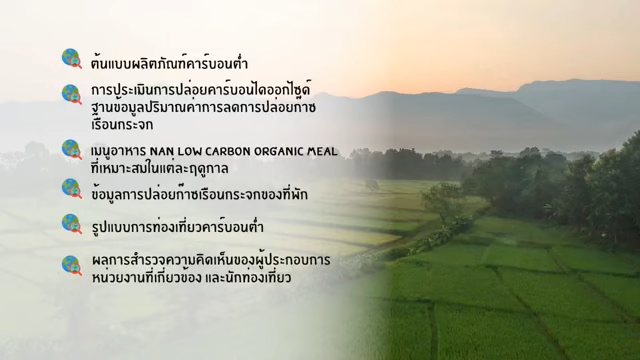 ต้นแบบผลิตภัณฑ์คาร์บอนต่ำ
การประเมินการปล่อยคาร์บอนไดออกไซด์
ฐานข้อมูลปริมาณค่าการลดการปล่อยก๊าซ
เรือนกระจก
เมนูอาหาร NAN LOW CARBON ORGANIC MEAL
ที่เหมาะสมในแต่ละฤดูกาล
ข้อมูลการปล่อยก๊าซเรือนกระจกของที่พัก
รูปแบบการท่องเที่ยวคาร์บอนต่ำ
ผลการสำรวจความคิดเห็นของผู้ประกอบการ
หน่วยงานที่เกี่ยวข้อง และนักท่องเที่ยว